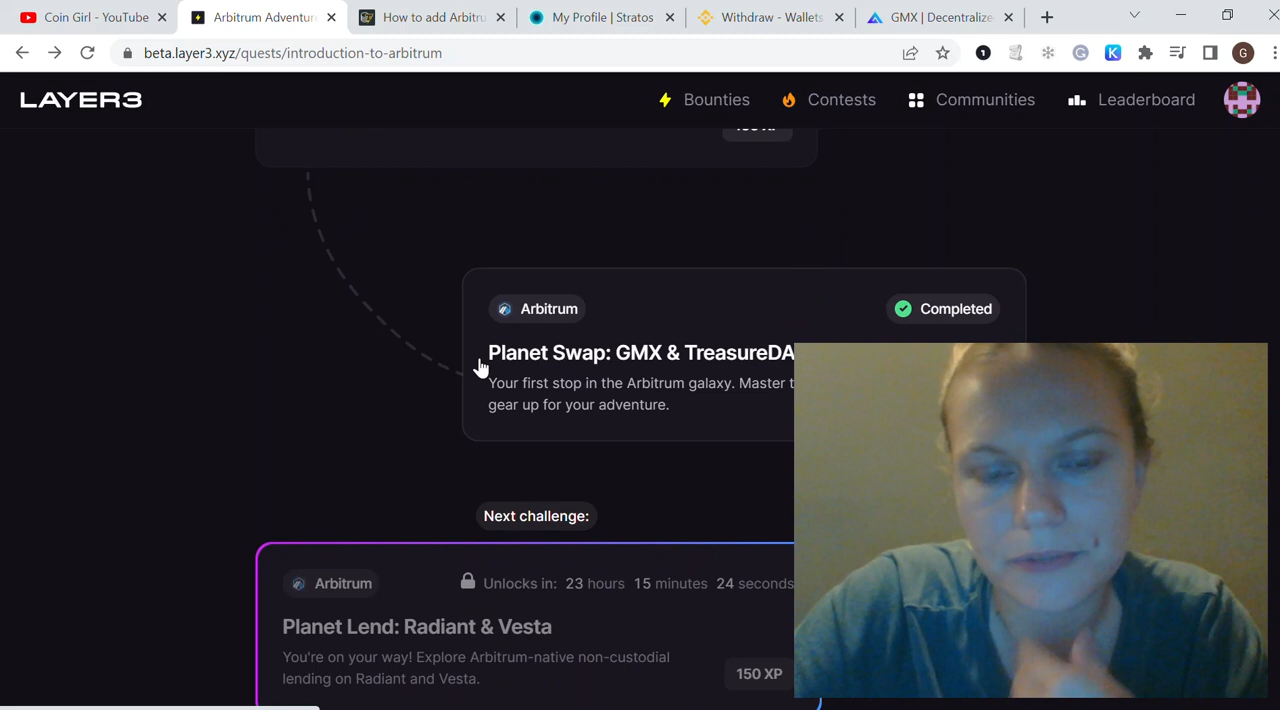 Coin Girl - YouTube
Arbitrum Adventur
How to add Arbitru
My Profile | Stratos
Withdraw - Wallets
GMX | Decentralize
beta.layer3.xyz/quests/introduction-to-arbitrum
G
LAYER3
Bounties
Contests
Communities
Leaderboard
Arbitrum
Completed
Planet Swap: GMX & TreasureDA
Your first stop in the Arbitrum galaxy. Master t
gear up for your adventure.
Next challenge:
Arbitrum
Unlocks in: 23 hours 15 minutes 24 seconds
Planet Lend: Radiant & Vesta
You're on your way! Explore Arbitrum-native non-custodial
lending on Radiant and Vesta.
150 XP